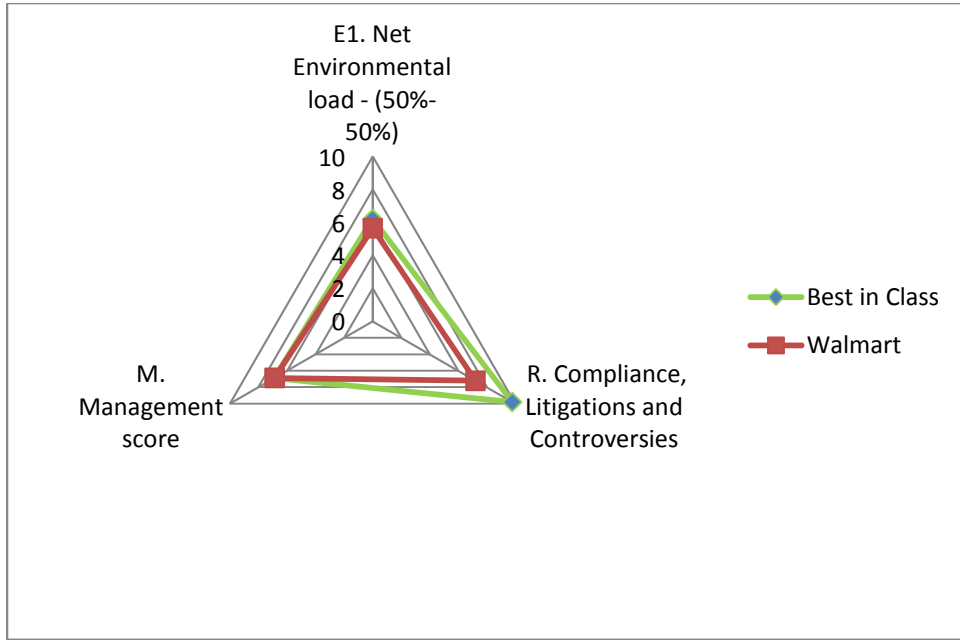 E1. Net
Environmental
load - (50%-
50%)
10
8
6
4
2
0
M.
Management
score
R. Compliance,
Litigations and
Controversies
Best in Class
Walmart